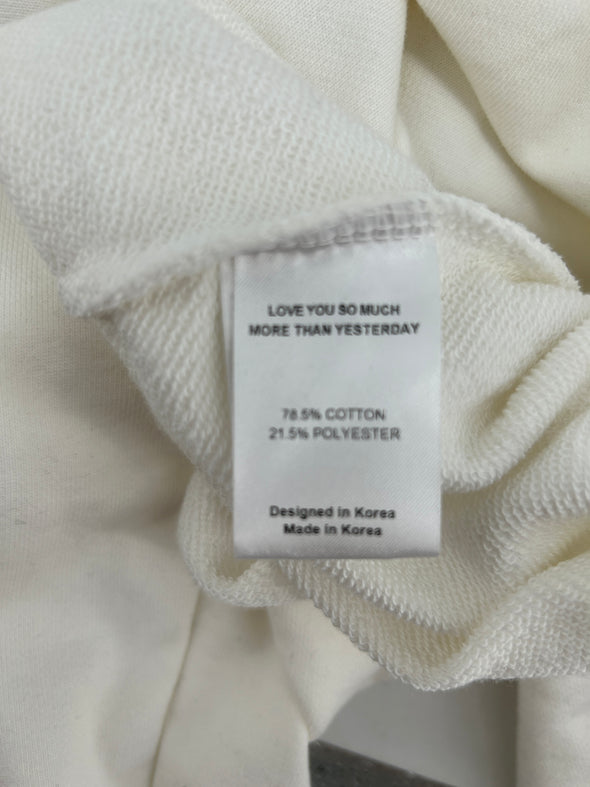 LOVE YOU SO MUCH
MORE THAN YESTERDAY
78.5% COTTON
21.5% POLYESTER
Designed in Korea
Made in Korea